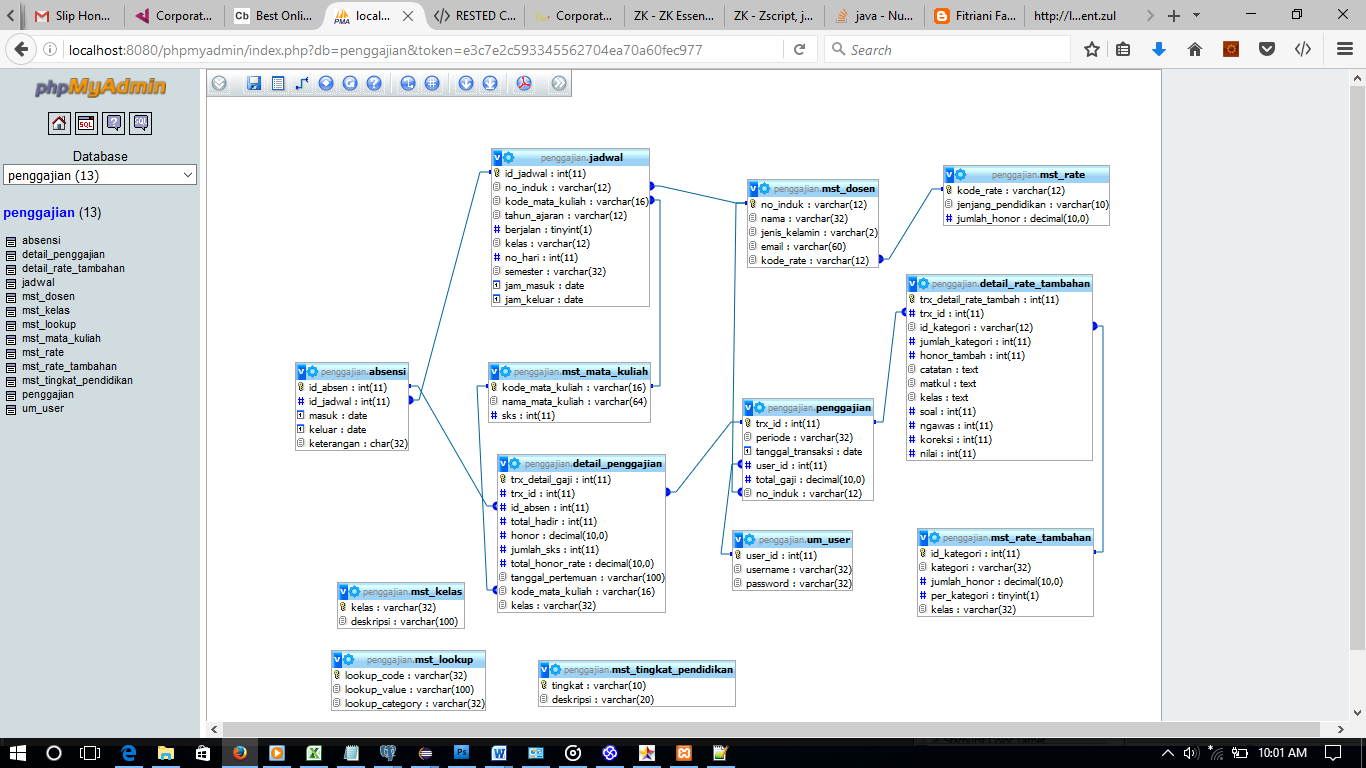 Slip Hon...
Corporat...
Cb Best Onli...
PMA local...
RESTED C...
Corporat...
ZK - ZK Essen...
ZK - Zscript, j...
java - Nu...
Fitriani Fa...
http://l...ent.zul
localhost:8080/phpmyadmin/index.php?db=penggajian&token=e3c7e2c593345562704ea70a60fec977
Search
phpMyAdmin
SQL
Database
penggajian (13)
penggajian (13)
absensi
detail_penggajian
detail_rate_tambahan
jadwal
mst_dosen
mst_kelas
mst_lookup
mst_mata_kuliah
mst_rate
mst_rate_tambahan
mst_tingkat_pendidikan
penggajian
um_user
v penggajian.jadwal
id_jadwal : int(11)
no_induk : varchar(12)
kode_mata_kuliah : varchar(16)
tahun_ajaran : varchar(12)
# berjalan : tinyint(1)
kelas : varchar(12)
# no_hari : int(11)
semester : varchar(32)
jam_masuk : date
jam_keluar : date
v penggajian.mst_dosen
no_induk : varchar(12)
nama : varchar(32)
jenis_kelamin : varchar(2)
email : varchar(60)
kode_rate : varchar(12)
v penggajian.mst_rate
kode_rate : varchar(12)
jenjang_pendidikan : varchar(10)
# jumlah_honor : decimal(10,0)
v penggajian.detail_rate_tambahan
trx_detail_rate_tambah : int(11)
# trx_id : int(11)
id_kategori : varchar(12)
# jumlah_kategori : int(11)
# honor_tambah : int(11)
catatan : text
matkul : text
kelas : text
# soal : int(11)
# ngawas : int(11)
# koreksi : int(11)
# nilai : int(11)
v penggajian.absensi
id_absen : int(11)
# id_jadwal : int(11)
masuk : date
keluar : date
keterangan : char(32)
v penggajian.mst_mata_kuliah
kode_mata_kuliah : varchar(16)
nama_mata_kuliah : varchar(64)
# sks : int(11)
v penggajian.penggajian
trx_id : int(11)
periode : varchar(32)
tanggal_transaksi : date
# user_id : int(11)
# total_gaji : decimal(10,0)
no_induk : varchar(12)
v penggajian.detail_penggajian
trx_detail_gaji : int(11)
# trx_id : int(11)
# id_absen : int(11)
# total_hadir : int(11)
# honor : decimal(10,0)
# jumlah_sks : int(11)
# total_honor_rate : decimal(10,0)
tanggal_pertemuan : varchar(100)
kode_mata_kuliah : varchar(16)
kelas : varchar(32)
v penggajian.um_user
user_id : int(11)
username : varchar(32)
password : varchar(32)
v penggajian.mst_rate_tambahan
id_kategori : int(11)
kategori : varchar(32)
# jumlah_honor : decimal(10,0)
# per_kategori : tinyint(1)
kelas : varchar(32)
v penggajian.mst_kelas
kelas : varchar(32)
deskripsi : varchar(100)
v penggajian.mst_lookup
lookup_code : varchar(32)
lookup_value : varchar(100)
lookup_category : varchar(32)
v penggajian.mst_tingkat_pendidikan
tingkat : varchar(10)
deskripsi : varchar(20)
10:01 AM